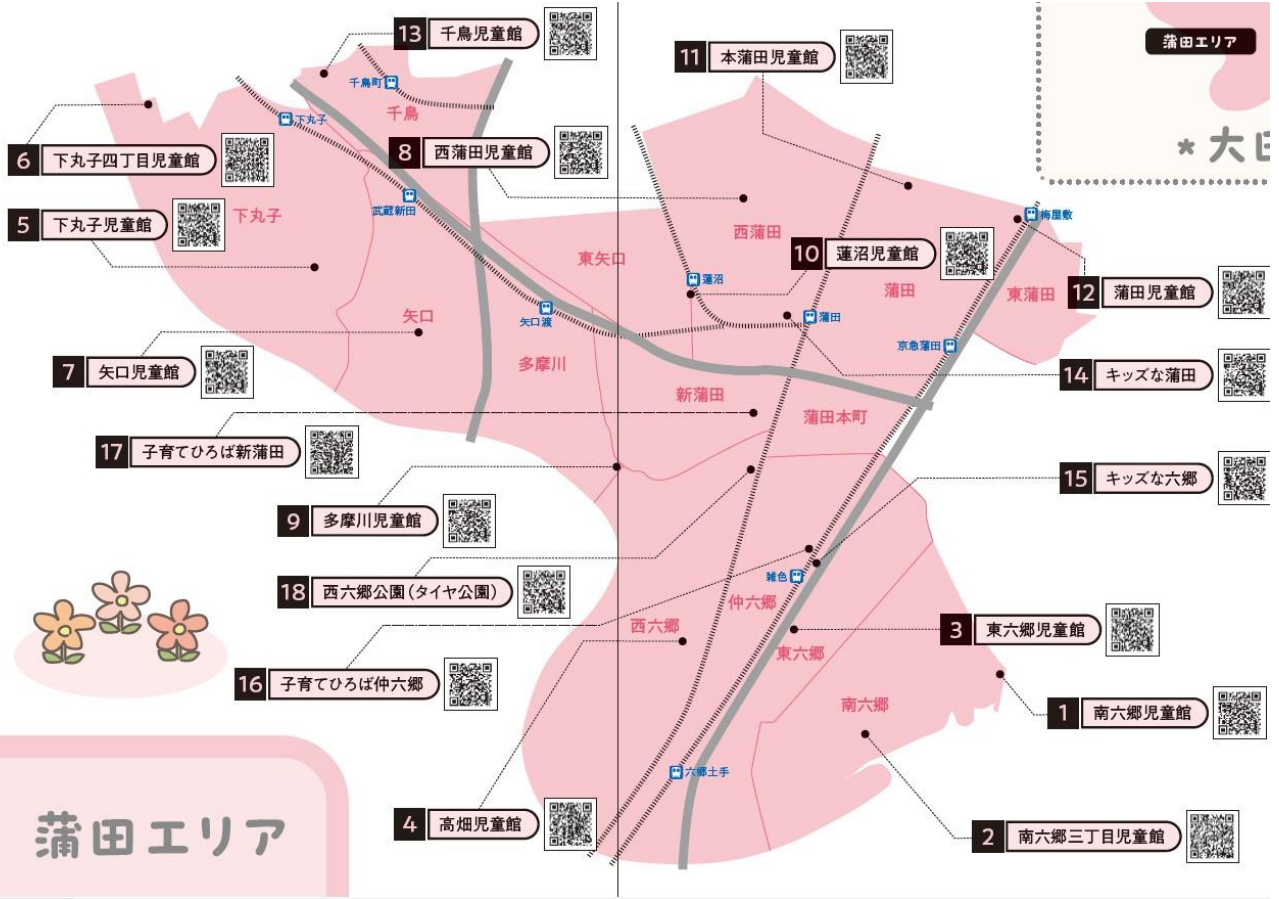 13 千鳥児童館
11 本蒲田児童館
蒲田エリア
千鳥町
千鳥
下丸子
*大
6 下丸子四丁目児童館
8 西蒲田児童館
5 下丸子児童館
下丸子
武蔵新田
西蒲田
梅屋敷
東矢口
10 蓮沼児童館
蓮沼
蒲田
東蒲田
12 蒲田児童館
矢口
矢口渡
蒲田
京急蒲田
7 矢口児童館
多摩川
14 キッズな蒲田
新蒲田
蒲田本町
17 子育てひろば新蒲田
15 キッズな六郷
9 多摩川児童館
18 西六郷公園(タイヤ公園)
雑色
仲六郷
西六郷
3 東六郷児童館
東六郷
16 子育てひろば仲六郷
南六郷
1 南六郷児童館
六郷土手
4 高畑児童館
蒲田エリア
2 南六郷三丁目児童館